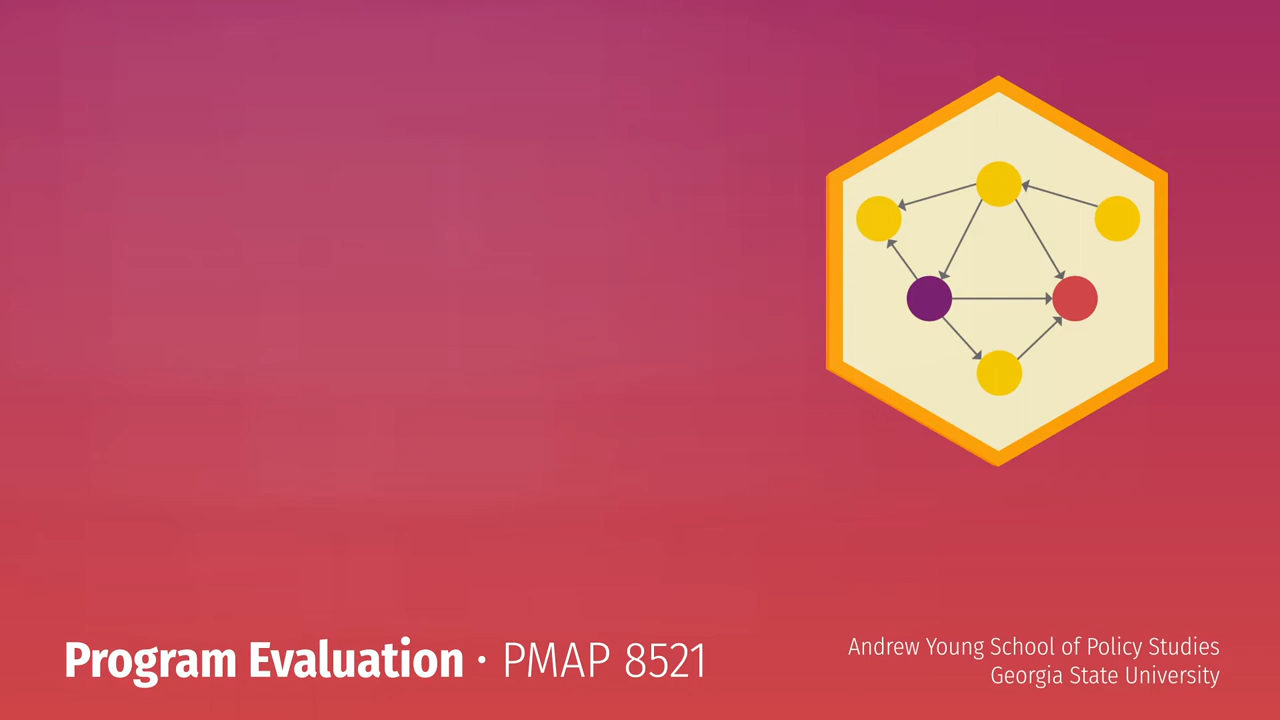 Program Evaluation · PMAP 8521
Andrew Young School of Policy Studies
Georgia State University